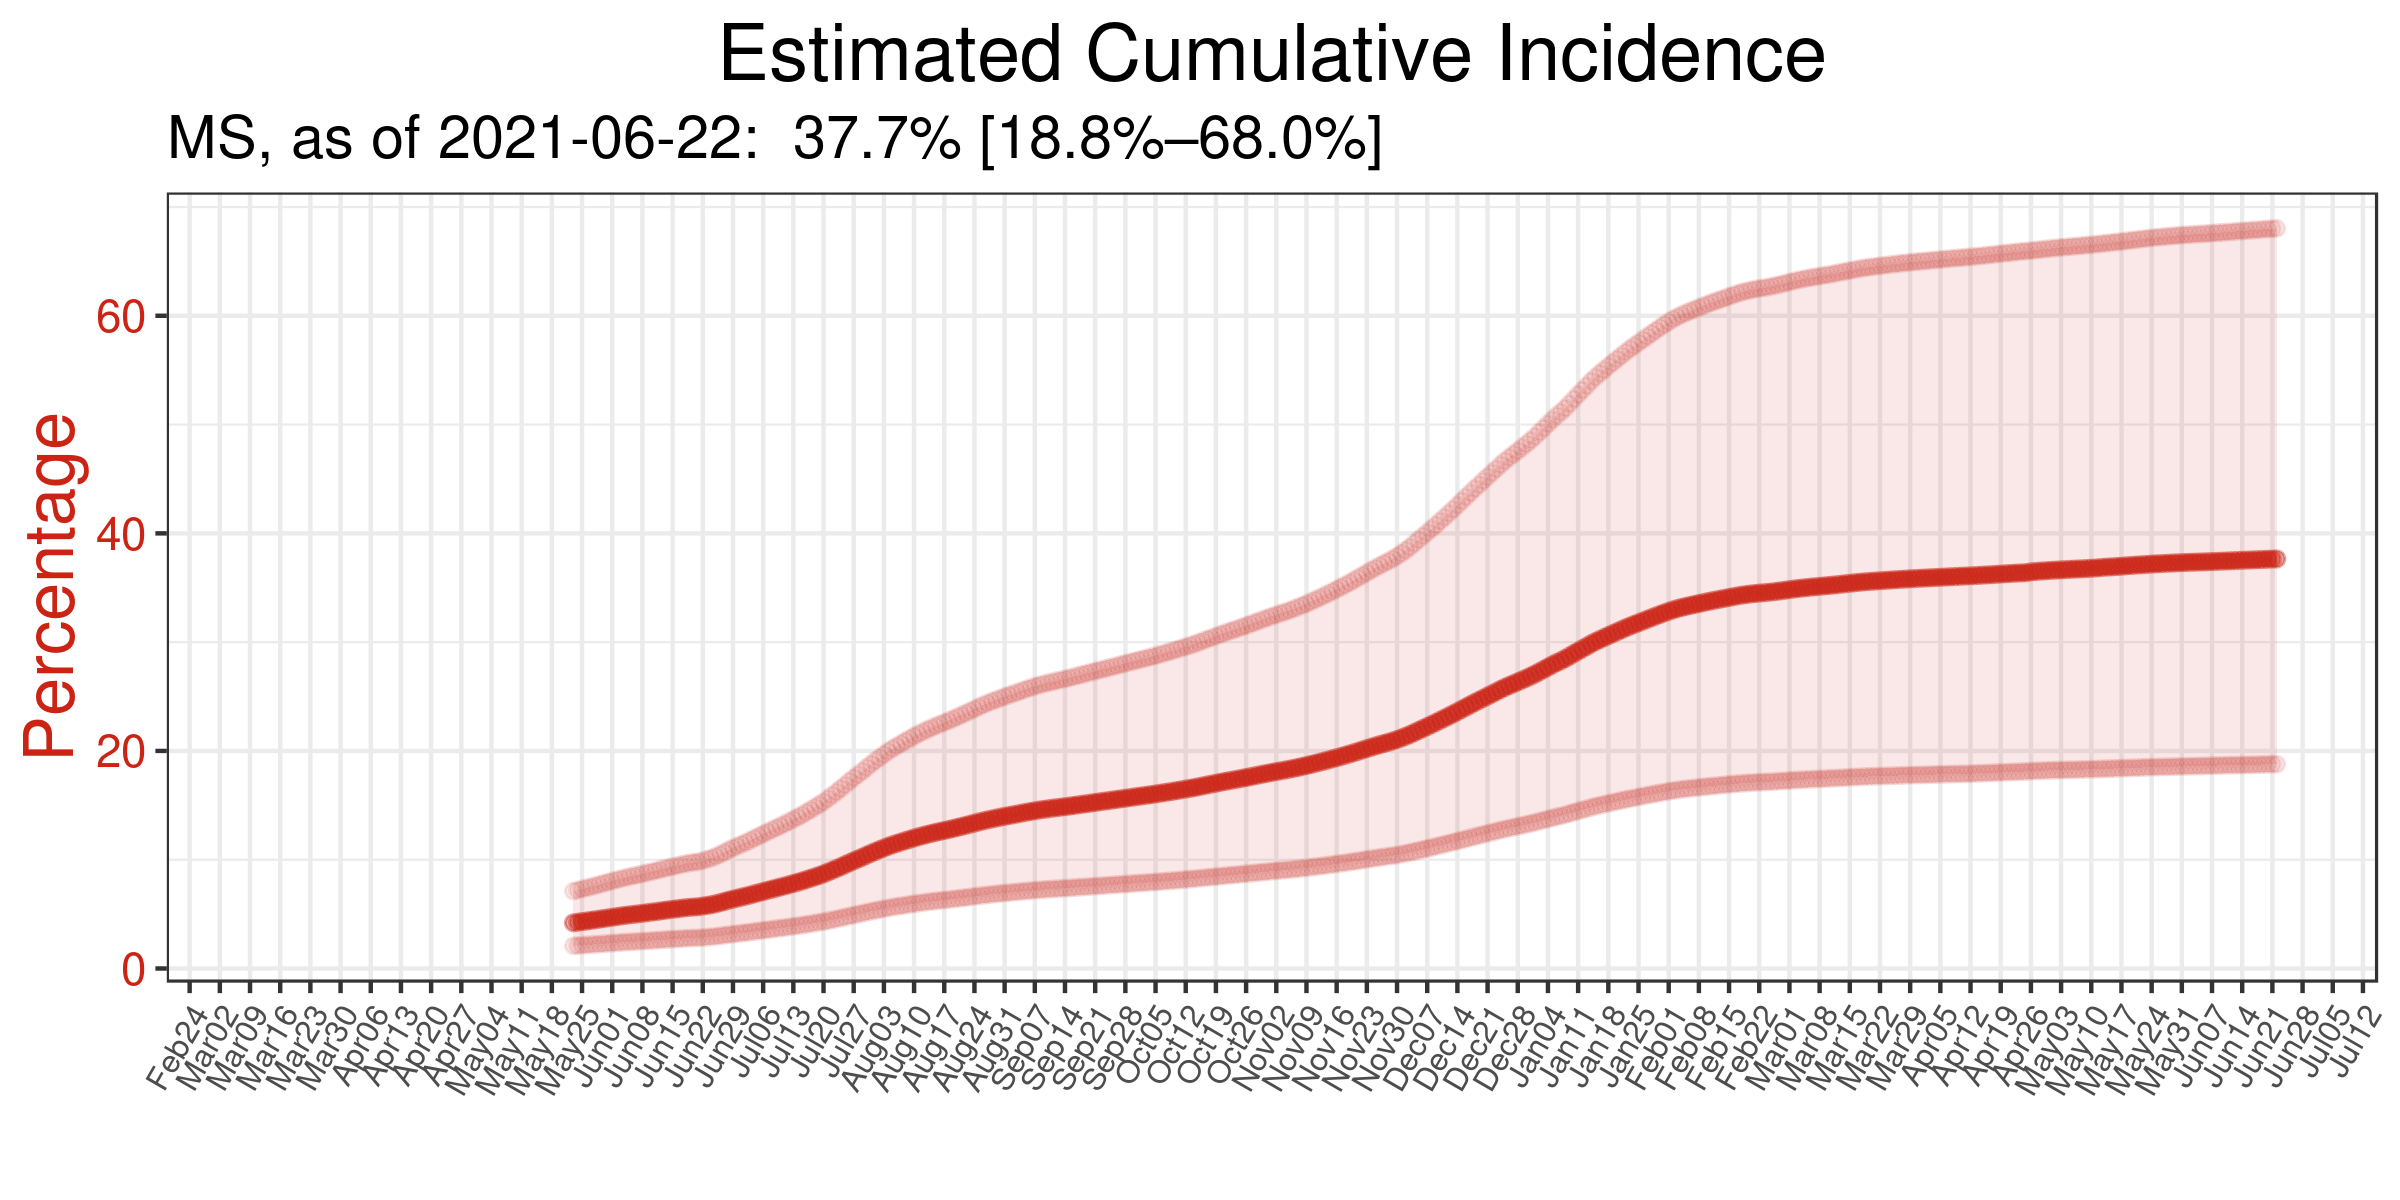 Estimated Cumulative Incidence
MS, as of 2021-06-22:  37.7% [18.8%–68.0%]
Percentage
60
40
20
0
Feb24
Mar02
Mar09
Mar16
Mar23
Mar30
Apr06
Apr13
Apr20
Apr27
May04
May11
May18
May25
Jun01
Jun08
Jun15
Jun22
Jun29
Jul06
Jul13
Jul20
Jul27
Aug03
Aug10
Aug17
Aug24
Aug31
Sep07
Sep14
Sep21
Sep28
Oct05
Oct12
Oct19
Oct26
Nov02
Nov09
Nov16
Nov23
Nov30
Dec07
Dec14
Dec21
Dec28
Dec04
Jan11
Jan18
Jan25
Feb01
Feb08
Feb15
Feb22
Mar01
Mar08
Mar15
Mar22
Mar29
Apr05
Apr12
Apr19
Apr26
May03
May10
May17
May24
May31
Jun07
Jun14
Jun21
Jun28
Jul05
Jul12